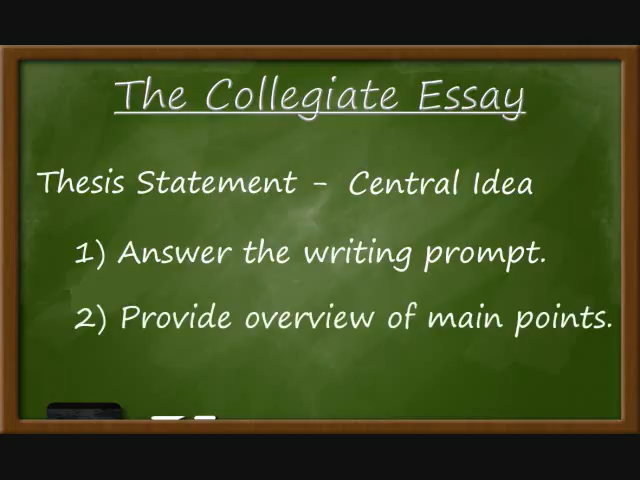 The Collegiate Essay
Thesis Statement - Central Idea
1) Answer the writing prompt.
2) Provide overview of main points.